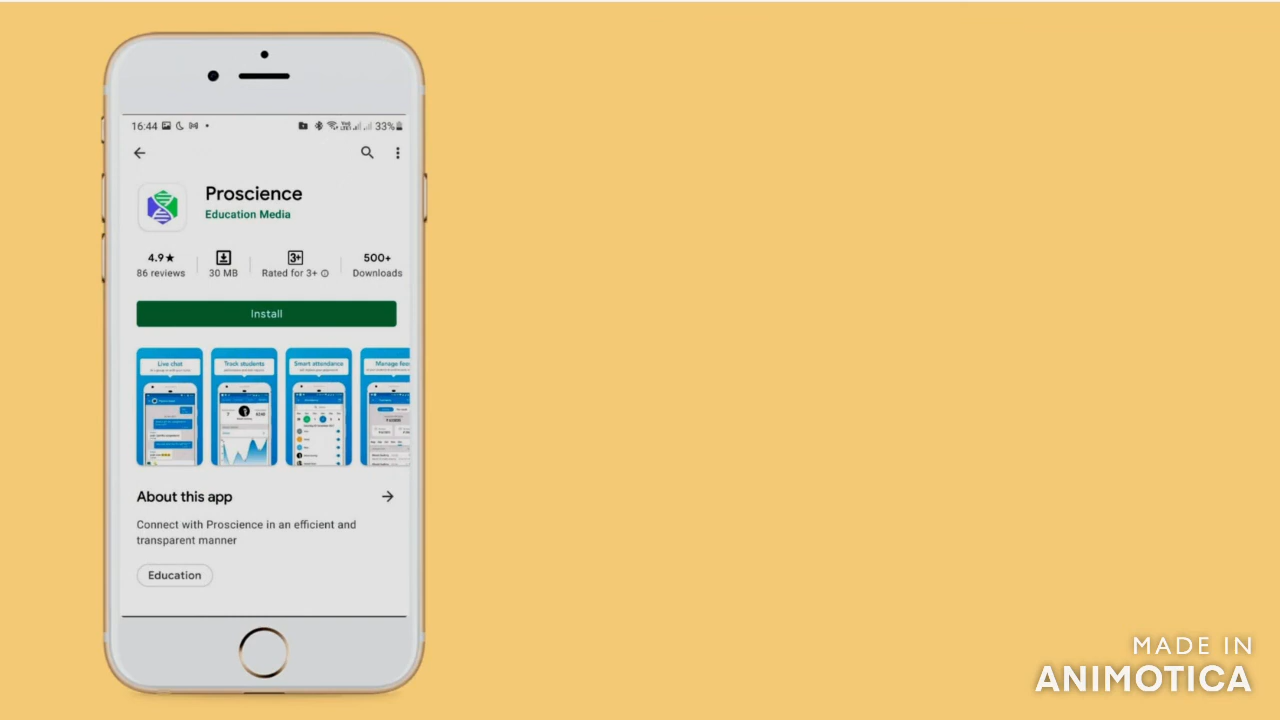 16:44
33%
Proscience
Education Media
4.9★
86 reviews
30 MB
3+
Rated for 3+
500+
Downloads
Install
Live chat
Track students
Smart attendance
Manage fees
About this app
Connect with Proscience in an efficient and
transparent manner
Education
MADE IN
ANIMOTICA